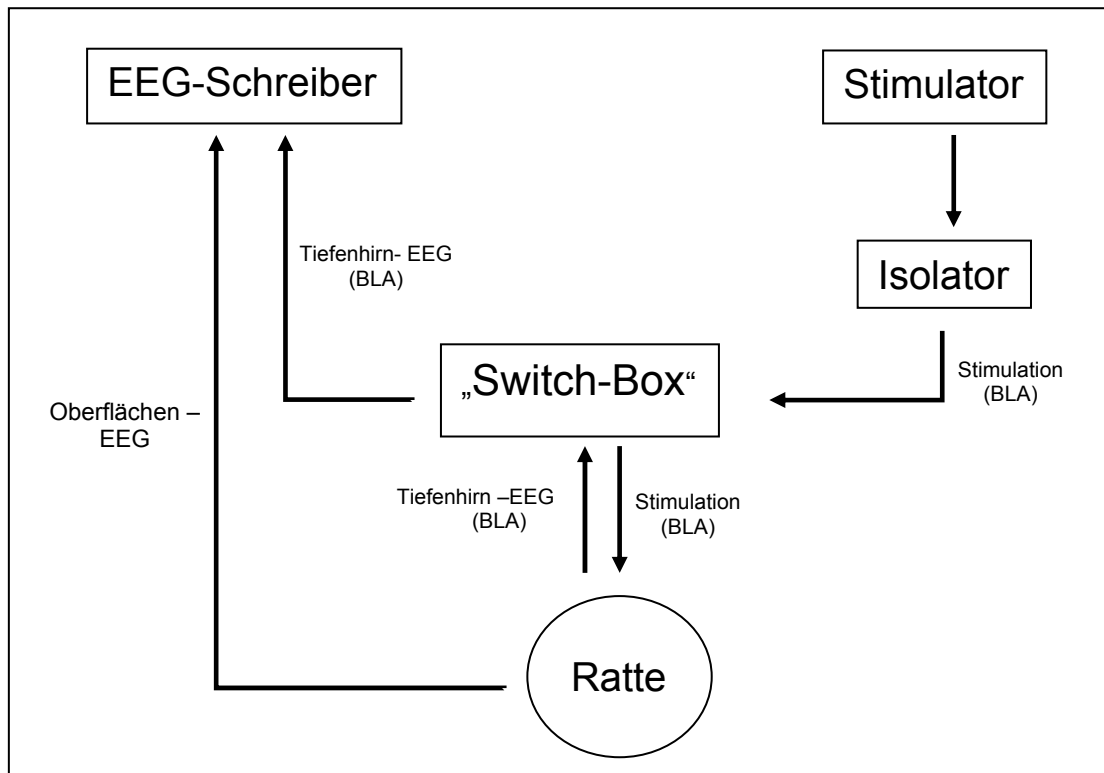 EEG-Schreiber
Stimulator
Tiefenhirn- EEG
(BLA)
Isolator
„Switch-Box“
Stimulation
(BLA)
Oberflächen –
EEG
Tiefenhirn –EEG
(BLA)
Stimulation
(BLA)
Ratte